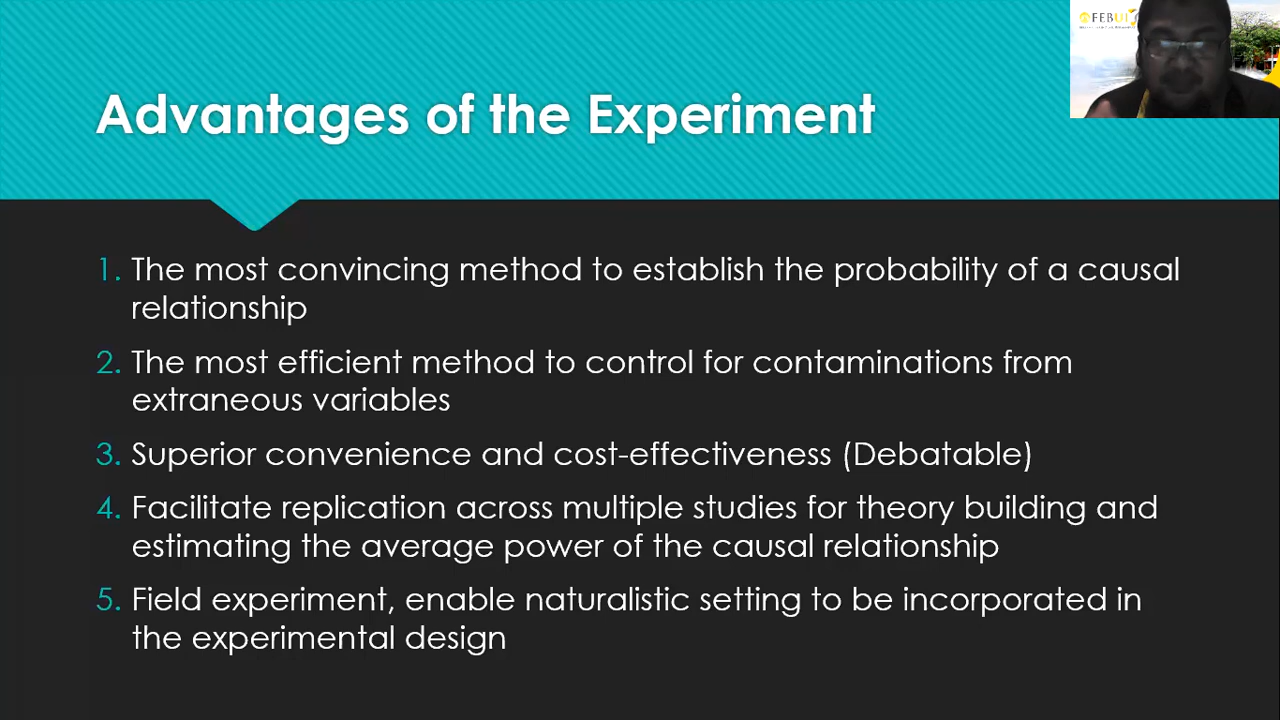 FEBUI
Advantages of the Experiment
1. The most convincing method to establish the probability of a causal
relationship
2. The most efficient method to control for contaminations from
extraneous variables
3. Superior convenience and cost-effectiveness (Debatable)
4. Facilitate replication across multiple studies for theory building and
estimating the average power of the causal relationship
5. Field experiment, enable naturalistic setting to be incorporated in
the experimental design